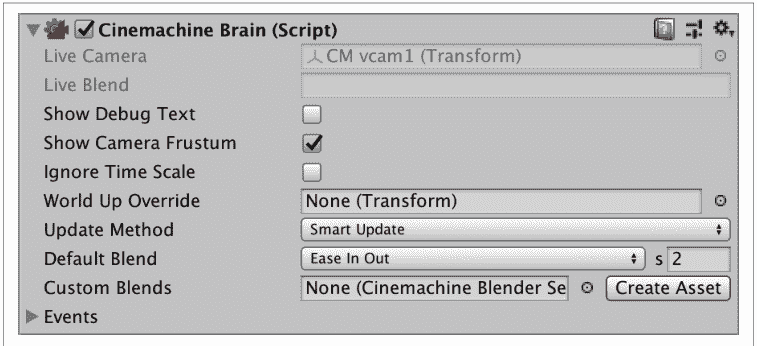 Cinemachine Brain (Script)
Live Camera CM vcam1 (Transform)
Live Blend
Show Debug Text
Show Camera Frustum
Ignore Time Scale
World Up Override None (Transform)
Update Method Smart Update
Default Blend Ease In Out s 2
Custom Blends None (Cinemachine Blender Se Create Asset
Events